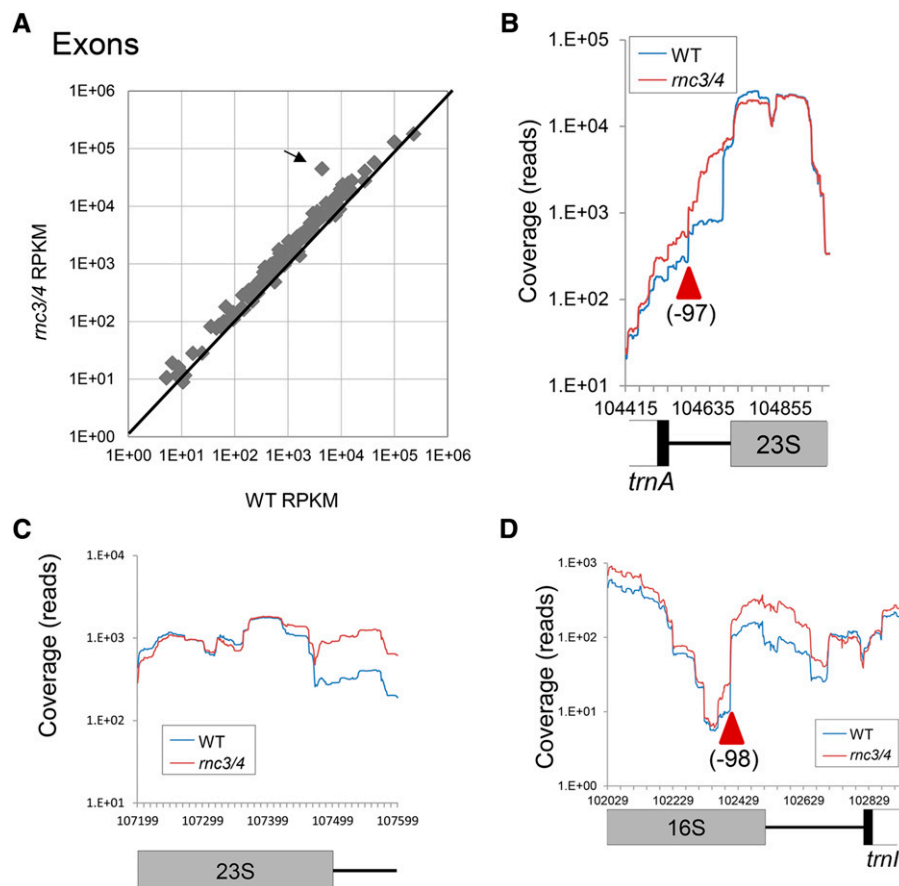 A
Exons
1E+06
1E+05
1E+04
1E+03
1E+02
1E+01
1E+00
rnc3/4 RPKM
1E+00 1E+01 1E+02 1E+03 1E+04 1E+05 1E+06
WT RPKM
B
1.E+05
1.E+04
1.E+03
1.E+02
1.E+01
Coverage (reads)
WT
rnc3/4
(-97)
104415 104635 104855
23S
trnA
C
1.E+04
1.E+03
1.E+02
1.E+01
Coverage (reads)
WT
rnc3/4
107199 107299 107399 107499 107599
23S
D
1.E+03
1.E+02
1.E+01
1.E+00
Coverage (reads)
WT
rnc3/4
(-98)
102029 102229 102429 102629 102829
16S
trnI